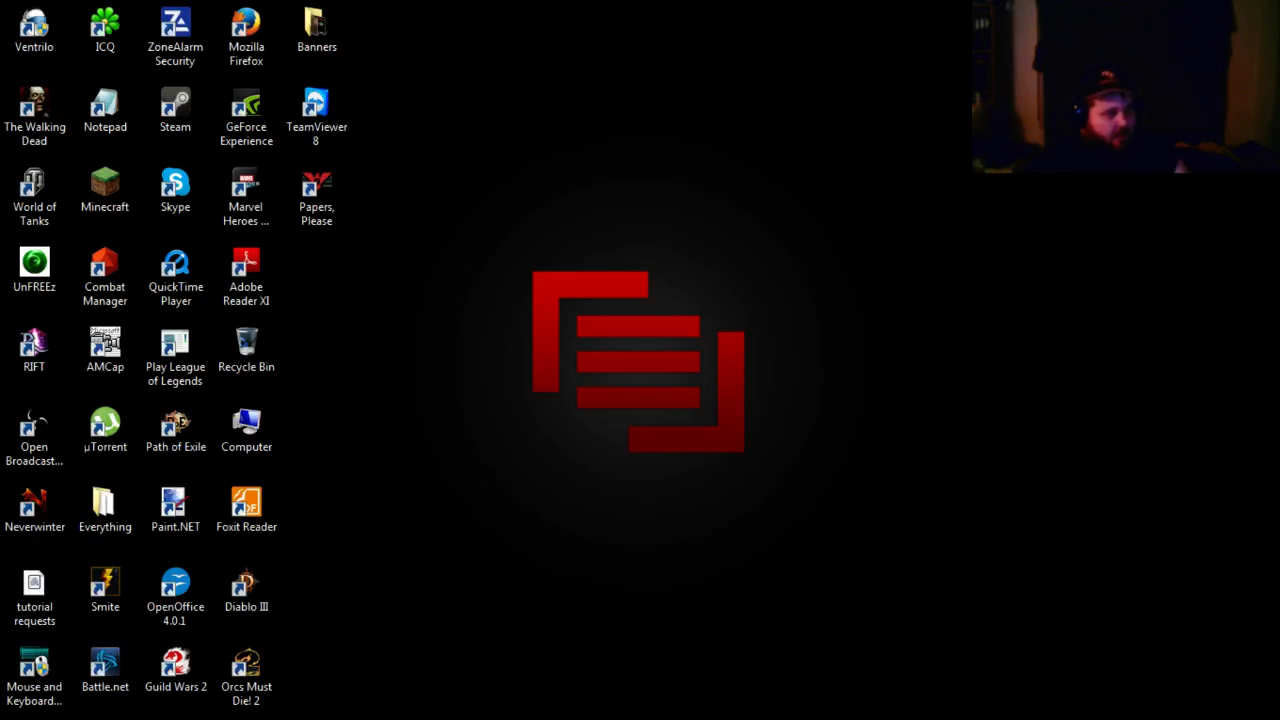 Ventrilo
ICQ
ZoneAlarm
Security
Mozilla
Firefox
Banners
The Walking
Dead
Notepad
Steam
GeForce
Experience
TeamViewer
8
World of
Tanks
Minecraft
Skype
Marvel
Heroes ...
Papers,
Please
UnFREEz
Combat
Manager
QuickTime
Player
Adobe
Reader XI
RIFT
AMCap
Play League
of Legends
Recycle Bin
Open
Broadcast...
µTorrent
Path of Exile
Computer
Neverwinter
Everything
Paint.NET
Foxit Reader
tutorial
requests
Smite
OpenOffice
4.0.1
Diablo III
Mouse and
Keyboard...
Battle.net
Guild Wars 2
Orcs Must
Die! 2